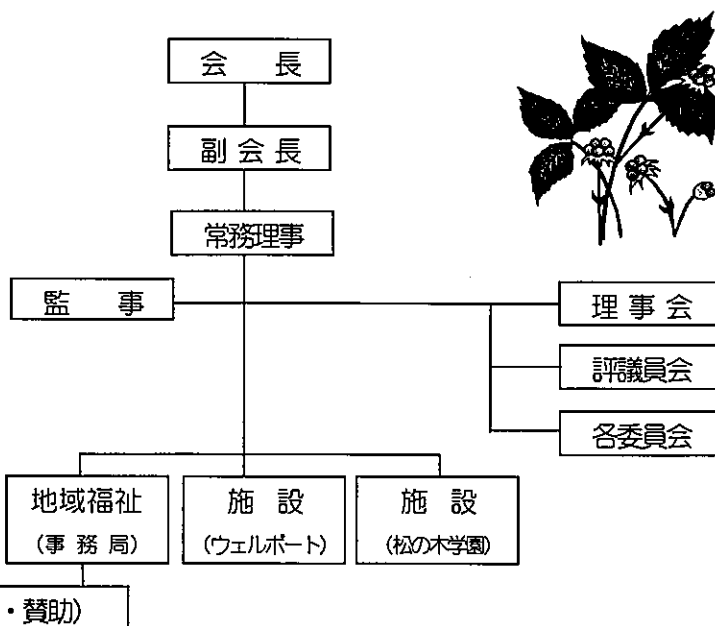 会長
副会長
常務理事
監事
理事会
評議員会
各委員会
地域福祉
(事務局)
施設
(ウェルポート)
施設
(松の木学園)
・賛助)